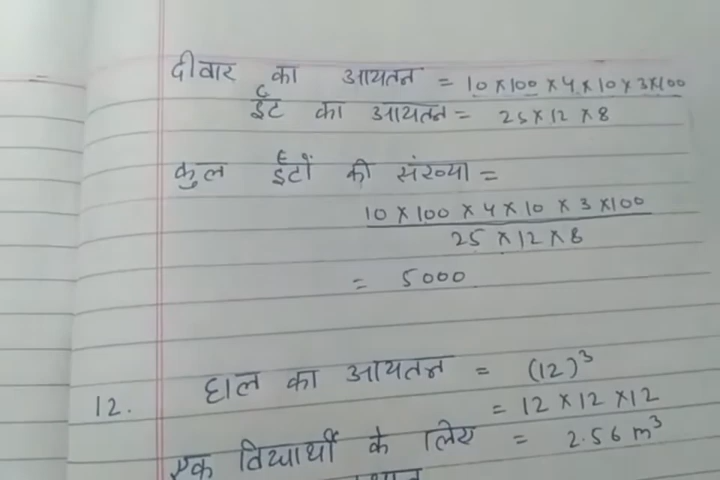 दीवार का आयतन = 10 × 100 × 4 × 10 × 3 × 100
ईंट का आयतन = 25 × 12 × 8
कुल ईंटों की संख्या =
10 × 100 × 4 × 10 × 3 × 100
25 × 12 × 8
= 5000
12. हाल का आयतन = (12)³
= 12 × 12 × 12
एक विद्यार्थी के लिए = 2.56 m³